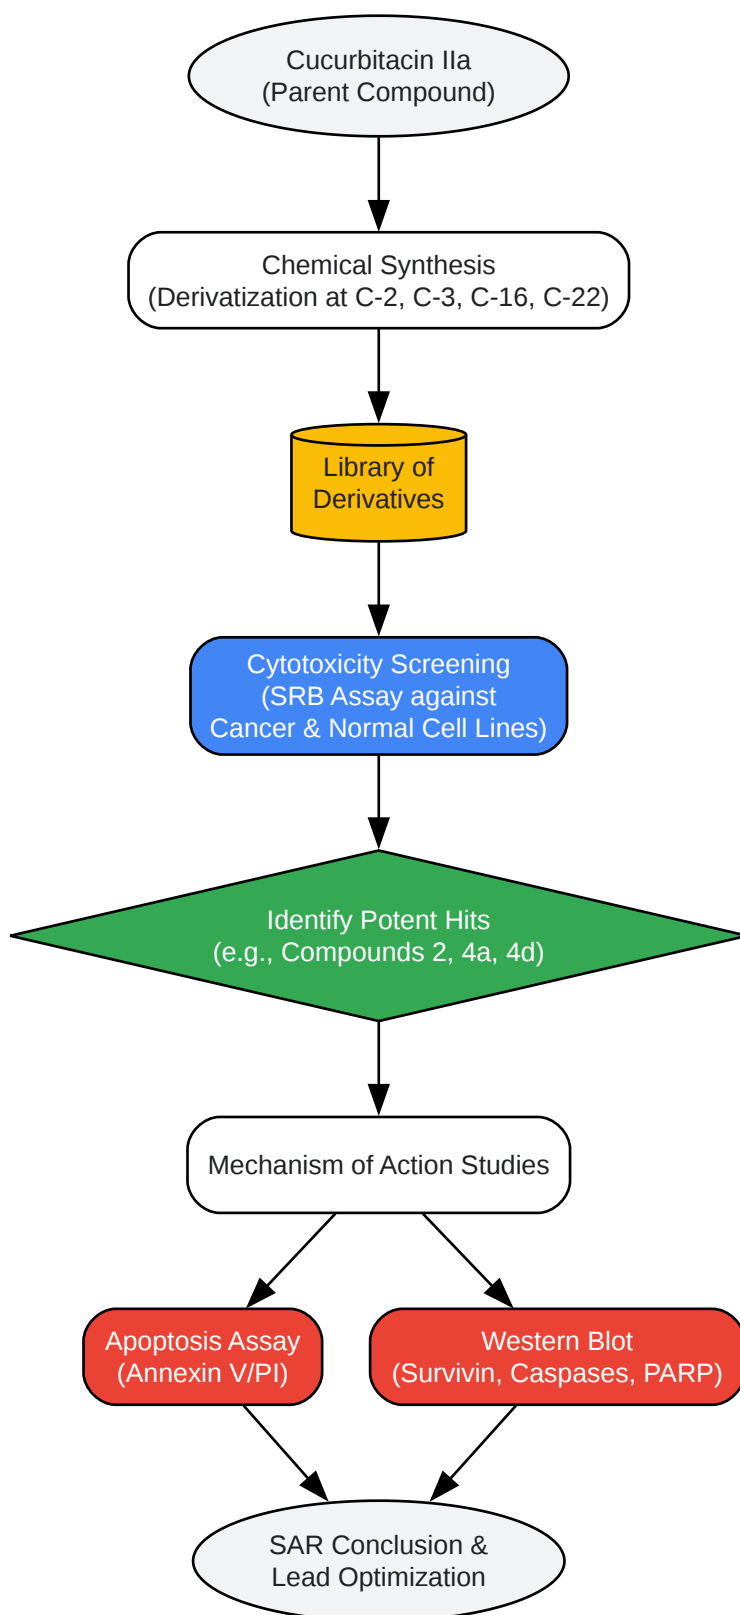 Cucurbitacin IIa
(Parent Compound)
Chemical Synthesis
(Derivatization at C-2, C-3, C-16, C-22)
Library of
Derivatives
Cytotoxicity Screening
(SRB Assay against
Cancer & Normal Cell Lines)
Identify Potent Hits
(e.g., Compounds 2, 4a, 4d)
Mechanism of Action Studies
Apoptosis Assay
(Annexin V/PI)
Western Blot
(Survivin, Caspases, PARP)
SAR Conclusion &
Lead Optimization